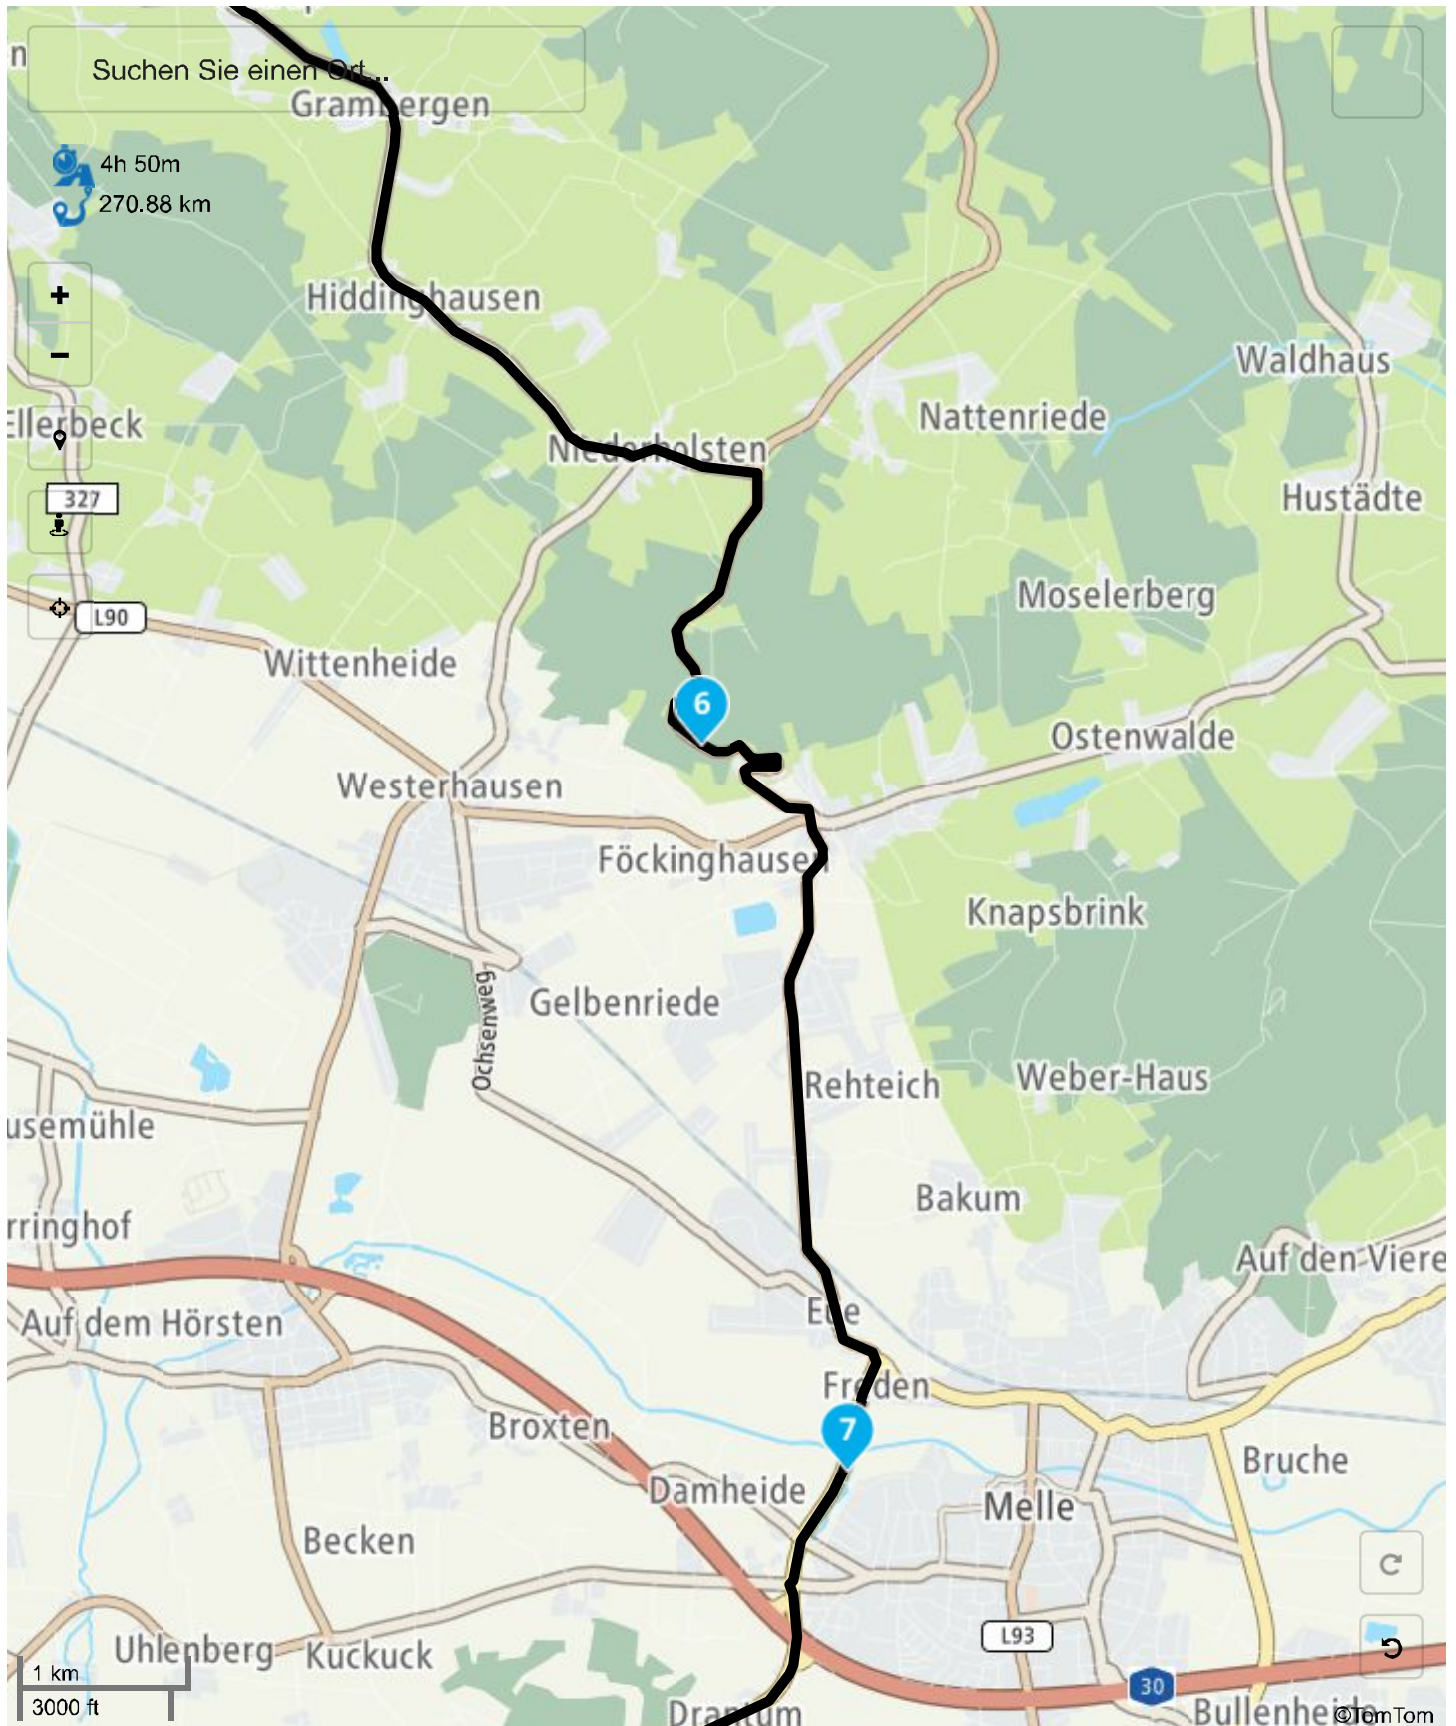 Suchen Sie einen Ort...
Grambergen
4h 50m
270.88 km
Hiddinghausen
+
−
Waldhaus
Ellerbeck
Nattenriede
Niederholsten
327
Hustädte
L90
Moselerberg
Wittenheide
6
Ostenwalde
Westerhausen
Föckinghausen
Knapsbrink
Ochsenweg
Gelbenriede
Rehteich
Weber-Haus
usemühle
Bakum
rringhof
Auf den Viere
Auf dem Hörsten
Freden
Broxten
7
Bruche
Damheide
Melle
Becken
L93
Uhlenberg
Kuckuck
1 km
30
3000 ft
Drantum
Bullenheide
©TomTom